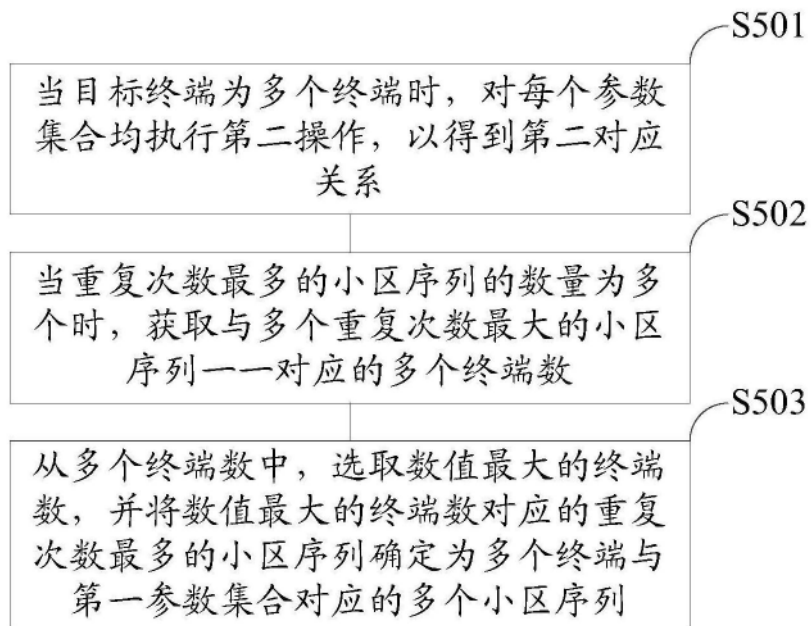 S501
当目标终端为多个终端时，对每个参数
集合均执行第二操作，以得到第二对应
关系
S502
当重复次数最多的小区序列的数量为多
个时，获取与多个重复次数最大的小区
序列一一对应的多个终端数
S503
从多个终端数中，选取数值最大的终端
数，并将数值最大的终端数对应的重复
次数最多的小区序列确定为多个终端与
第一参数集合对应的多个小区序列